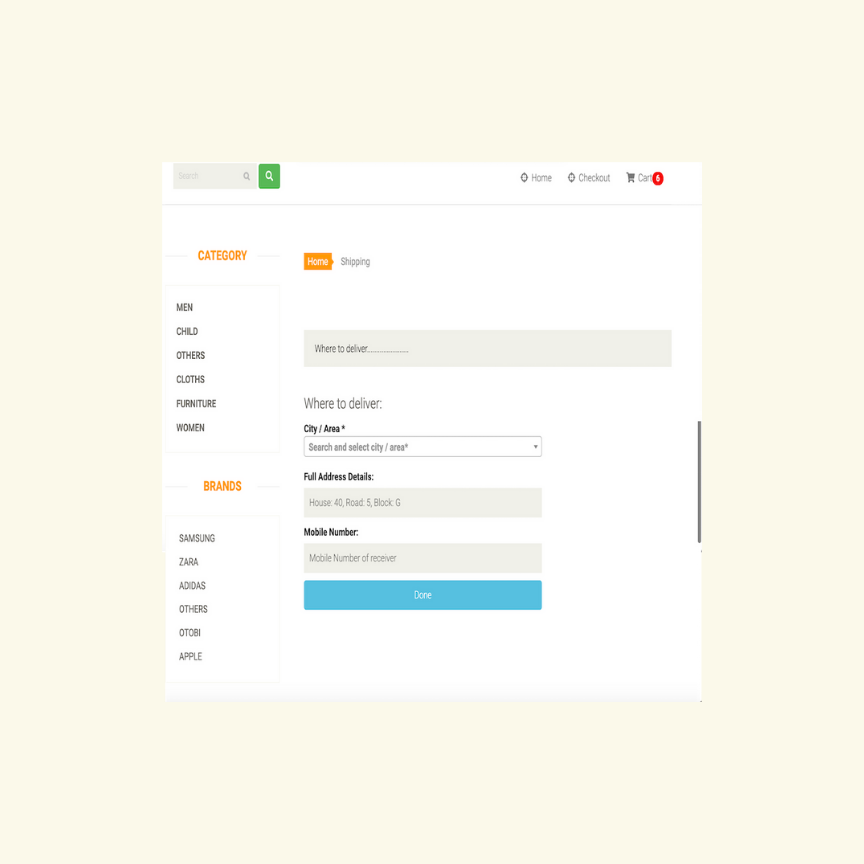 Search
Home
Checkout
Cart 6
CATEGORY
MEN
CHILD
OTHERS
CLOTHS
FURNITURE
WOMEN
BRANDS
SAMSUNG
ZARA
ADIDAS
OTHERS
OTOBI
APPLE
Home
Shipping
Where to deliver.....................
Where to deliver:
City / Area *
Search and select city / area*
Full Address Details:
House: 40, Road: 5, Block: G
Mobile Number:
Mobile Number of receiver
Done